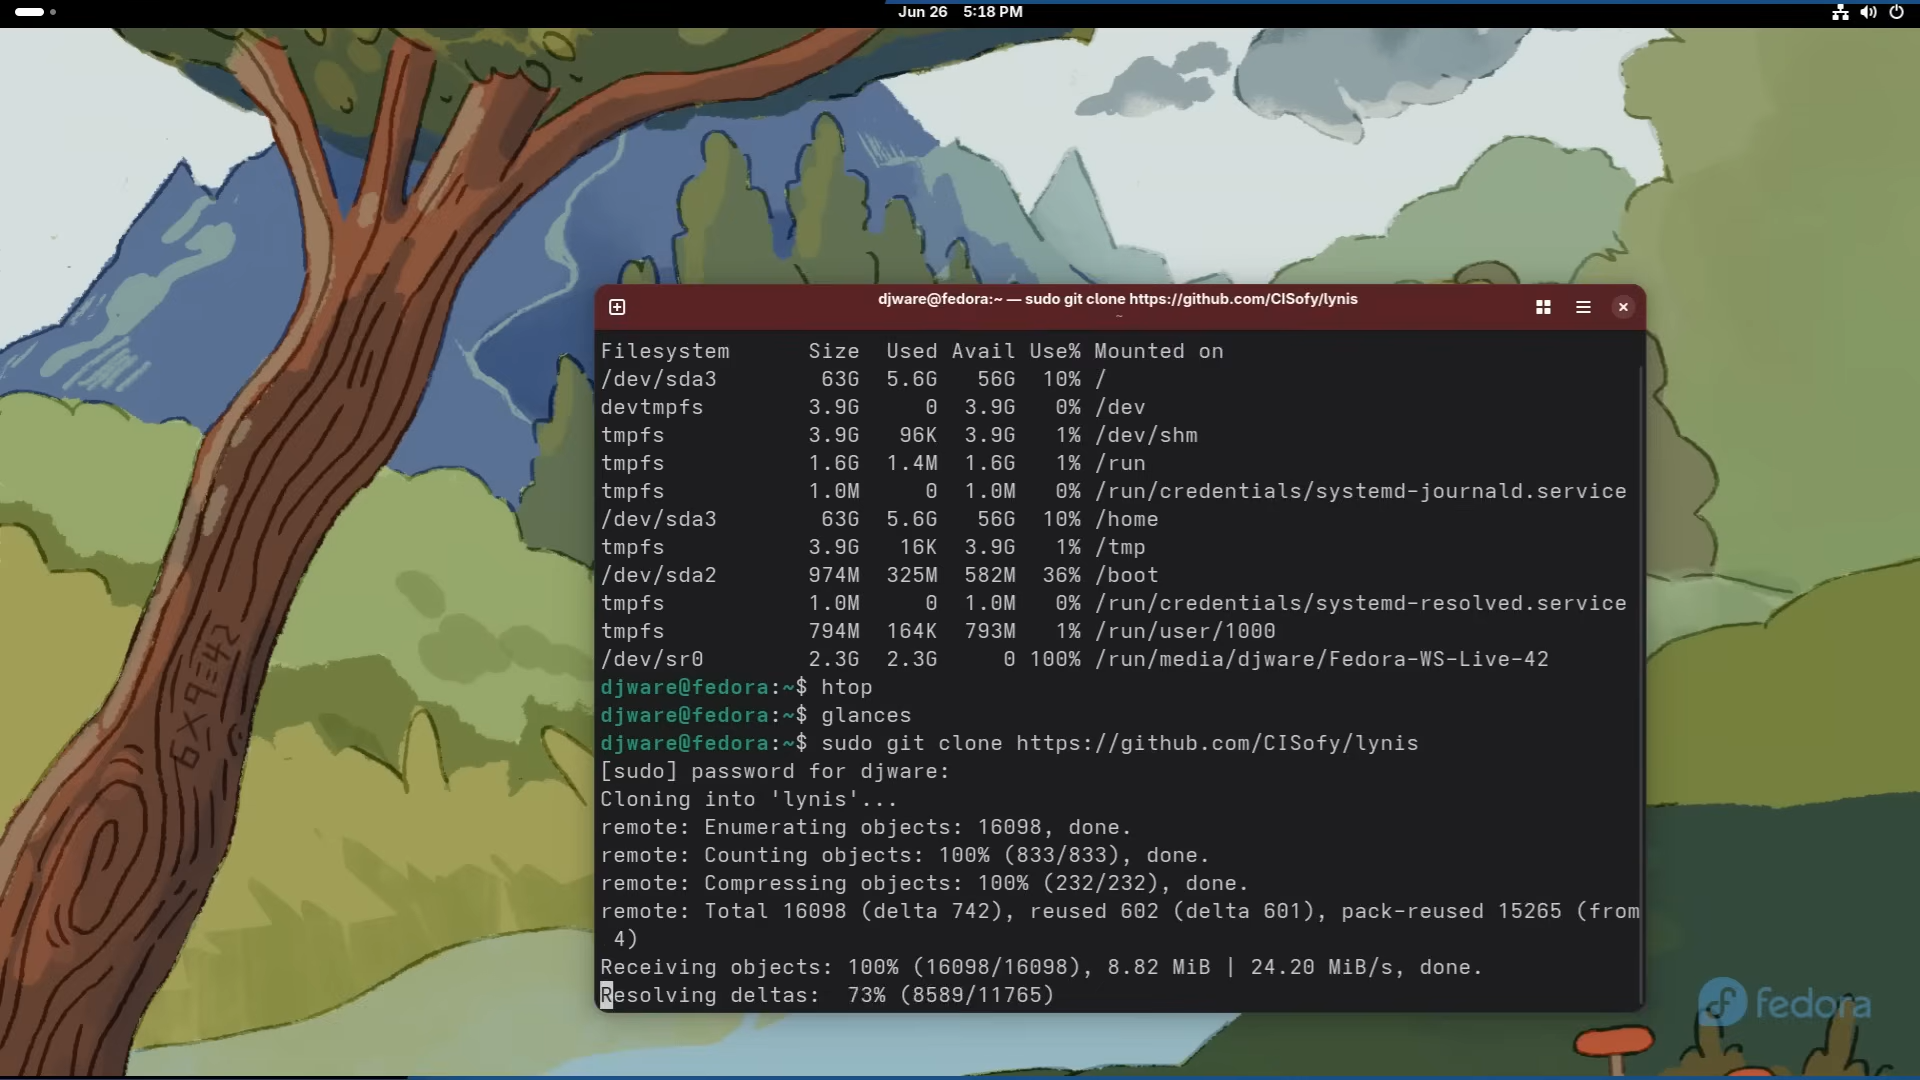 Jun 26 5:18 PM
djware@fedora:~ — sudo git clone https://github.com/CISofy/lynis
~
Filesystem Size Used Avail Use% Mounted on
/dev/sda3 63G 5.6G 56G 10% /
devtmpfs 3.9G 0 3.9G 0% /dev
tmpfs 3.9G 96K 3.9G 1% /dev/shm
tmpfs 1.6G 1.4M 1.6G 1% /run
tmpfs 1.0M 0 1.0M 0% /run/credentials/systemd-journald.service
/dev/sda3 63G 5.6G 56G 10% /home
tmpfs 3.9G 16K 3.9G 1% /tmp
/dev/sda2 974M 325M 582M 36% /boot
tmpfs 1.0M 0 1.0M 0% /run/credentials/systemd-resolved.service
tmpfs 794M 164K 793M 1% /run/user/1000
/dev/sr0 2.3G 2.3G 0 100% /run/media/djware/Fedora-WS-Live-42
djware@fedora:~$ htop
djware@fedora:~$ glances
djware@fedora:~$ sudo git clone https://github.com/CISofy/lynis
[sudo] password for djware:
Cloning into 'lynis'...
remote: Enumerating objects: 16098, done.
remote: Counting objects: 100% (833/833), done.
remote: Compressing objects: 100% (232/232), done.
remote: Total 16098 (delta 742), reused 602 (delta 601), pack-reused 15265 (from
4)
Receiving objects: 100% (16098/16098), 8.82 MiB | 24.20 MiB/s, done.
Resolving deltas: 73% (8589/11765)
6×9=42
fedora